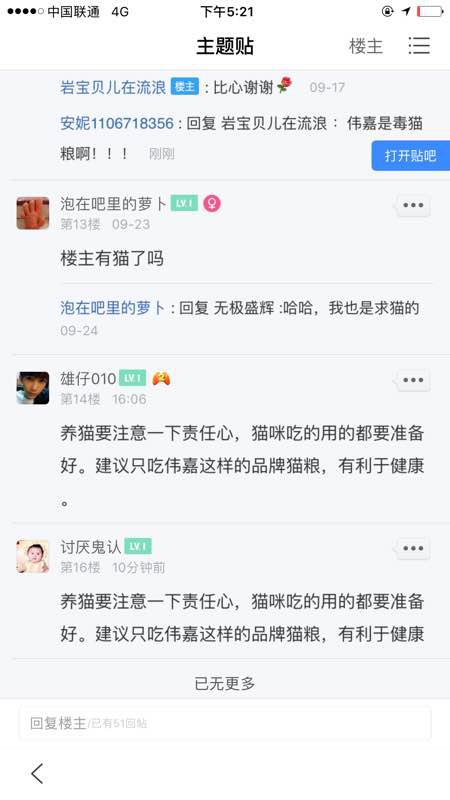 中国联通 4G 下午5:21
主题贴 楼主
岩宝贝儿在流浪 楼主 : 比心谢谢 09-17
安妮1106718356 : 回复 岩宝贝儿在流浪 : 伟嘉是毒猫
粮啊！！！ 刚刚
打开贴吧
泡在吧里的萝卜 LV.1
第13楼 09-23
楼主有猫了吗
泡在吧里的萝卜 : 回复 无极盛辉 :哈哈，我也是求猫的
09-24
雄仔010 LV.1
第14楼 16:06
养猫要注意一下责任心，猫咪吃的用的都要准备
好。建议只吃伟嘉这样的品牌猫粮，有利于健康
。
讨厌鬼认 LV.1
第16楼 10分钟前
养猫要注意一下责任心，猫咪吃的用的都要准备
好。建议只吃伟嘉这样的品牌猫粮，有利于健康
已无更多
回复楼主/已有51回帖